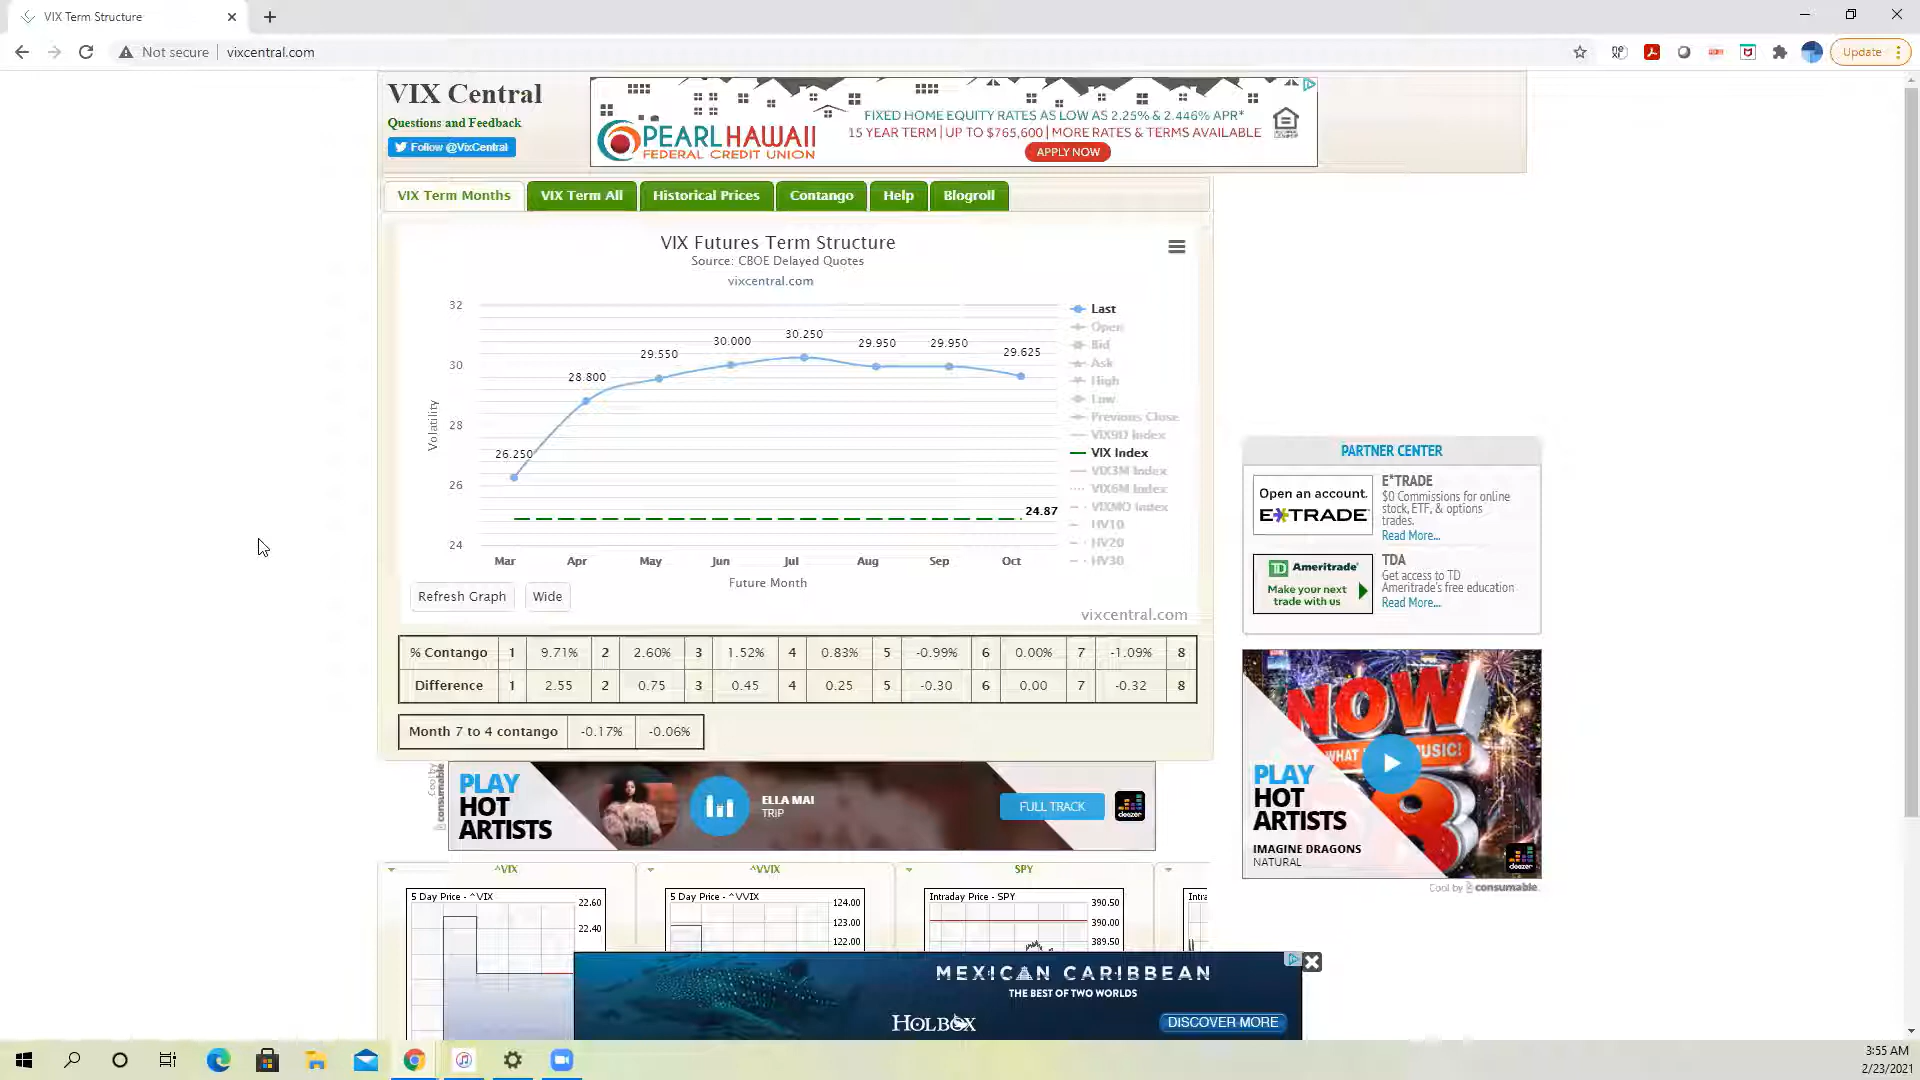 VIX Term Structure
Not secure vixcentral.com
Update
VIX Central
Questions and Feedback
Follow @VixCentral
PEARLHAWAII
FEDERAL CREDIT UNION
FIXED HOME EQUITY RATES AS LOW AS 2.25% & 2.446% APR*
15 YEAR TERM | UP TO $765,600 | MORE RATES & TERMS AVAILABLE
APPLY NOW
VIX Term Months
VIX Term All
Historical Prices
Contango
Help
Blogroll
VIX Futures Term Structure
Source: CBOE Delayed Quotes
vixcentral.com
Volatility
32
30
28
26
24
26.250
28.800
29.550
30.000
30.250
29.950
29.950
29.625
24.87
Mar Apr May Jun Jul Aug Sep Oct
Future Month
Last
Open
Bid
Ask
High
Low
Previous Close
VIX9D Index
VIX Index
VIX3M Index
VIX6M Index
VIXMO Index
HV10
HV20
HV30
Refresh Graph
Wide
vixcentral.com
% Contango 1 9.71% 2 2.60% 3 1.52% 4 0.83% 5 -0.99% 6 0.00% 7 -1.09% 8
Difference 1 2.55 2 0.75 3 0.45 4 0.25 5 -0.30 6 0.00 7 -0.32 8
Month 7 to 4 contango -0.17% -0.06%
PARTNER CENTER
Open an account.
E*TRADE
E*TRADE
$0 Commissions for online
stock, ETF, & options
trades.
Read More...
TD Ameritrade
Make your next
trade with us
TDA
Get access to TD
Ameritrade's free education
Read More...
NOW
WHAT MUSIC!
PLAY
HOT
ARTISTS
IMAGINE DRAGONS
NATURAL
deezer
Cool by consumable
Cool by
consumable
PLAY
HOT
ARTISTS
ELLA MAI
TRIP
FULL TRACK
deezer
^VIX
^VVIX
SPY
5 Day Price - ^VIX
22.60
22.40
5 Day Price - ^VVIX
124.00
123.00
122.00
Intraday Price - SPY
390.50
390.00
389.50
Intra
MEXICAN CARIBBEAN
THE BEST OF TWO WORLDS
HOLBOX
DISCOVER MORE
3:55 AM
2/23/2021